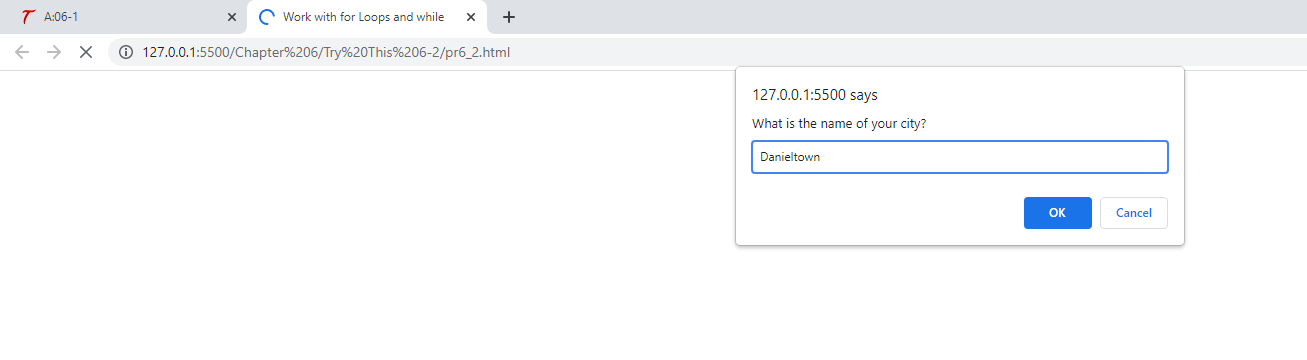 A:06-1
Work with for Loops and while
127.0.0.1:5500/Chapter%206/Try%20This%206-2/pr6_2.html
127.0.0.1:5500 says
What is the name of your city?
Danieltown
OK Cancel